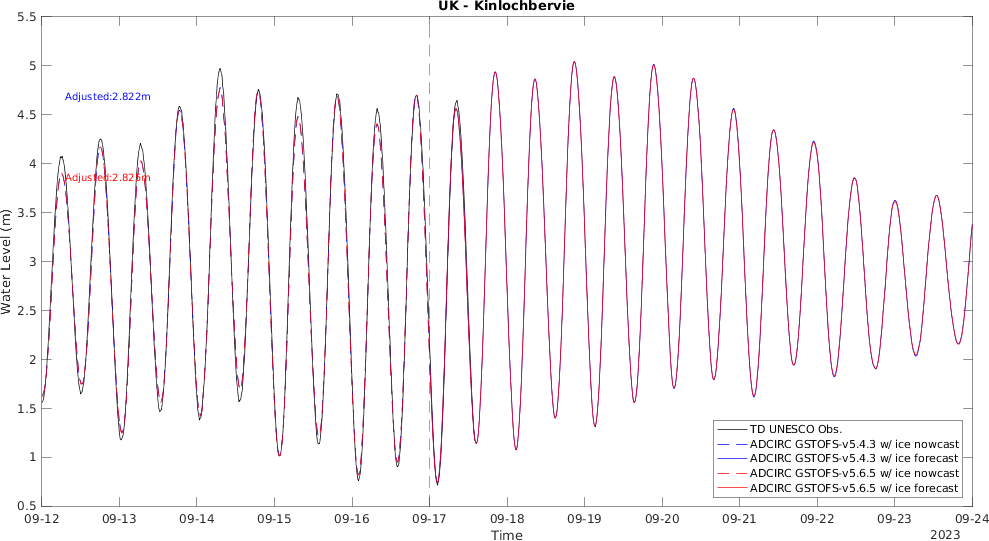 UK - Kinlochbervie
5.5
5
4.5
4
3.5
3
2.5
2
1.5
1
0.5
Water Level (m)
Adjusted:2.822m
Adjusted:2.826m
TD UNESCO Obs.
ADCIRC GSTOFS-v5.4.3 w/ ice nowcast
ADCIRC GSTOFS-v5.4.3 w/ ice forecast
ADCIRC GSTOFS-v5.6.5 w/ ice nowcast
ADCIRC GSTOFS-v5.6.5 w/ ice forecast
09-12 09-13 09-14 09-15 09-16 09-17 09-18 09-19 09-20 09-21 09-22 09-23 09-24
Time
2023